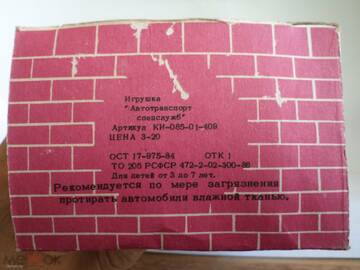 Игрушка
"Автотранспорт
спецслужб"
Артикул КИ-085-01-409
ЦЕНА 3-20
ОСТ 17-975-84 ОТК 1
ТО 205 РСФСР 472-2-02-300-86
Для детей от 3 до 7 лет.
Рекомендуется по мере загрязнения
протирать автомобили влажной тканью.